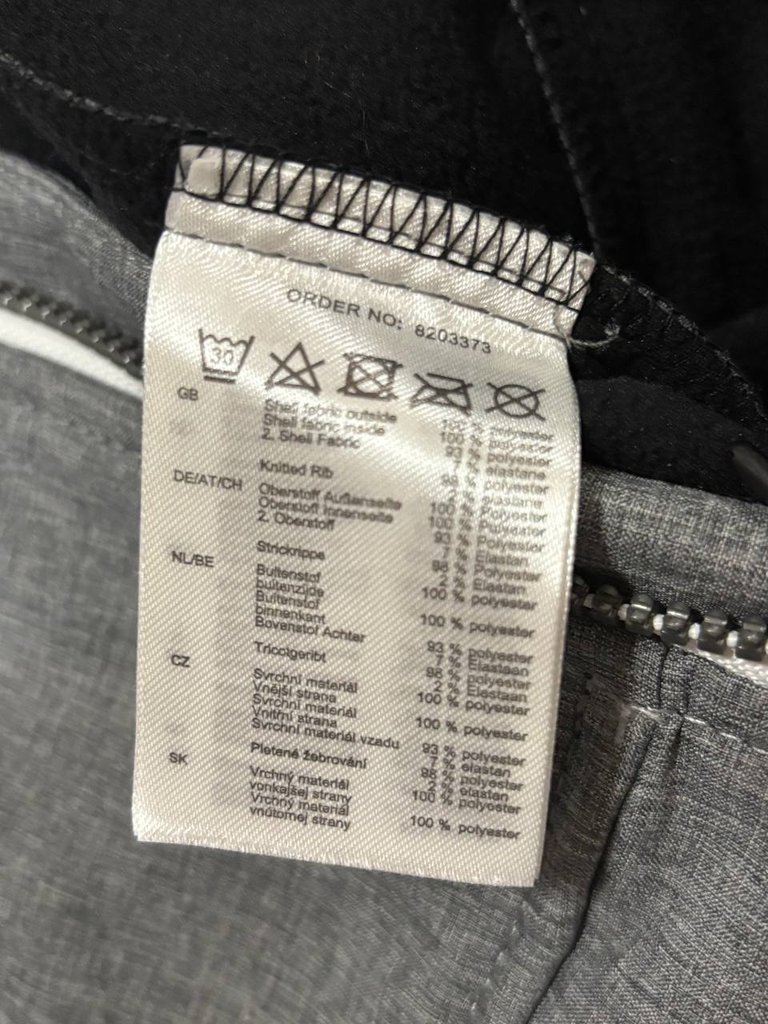 ORDER NO: 8203373
30
GB
Shell fabric outside 100 % polyester
Shell fabric inside 100 % polyester
2. Shell Fabric 93 % polyester
7 % elastane
Knitted Rib 98 % polyester
2 % elastane
DE/AT/CH
Oberstoff Außenseite 100 % Polyester
Oberstoff Innenseite 100 % Polyester
2. Oberstoff 93 % Polyester
7 % Elastan
Strickrippe 98 % Polyester
2 % Elastan
NL/BE
Buitenstof 100 % polyester
buitenzijde
Buitenstof 100 % polyester
binnenkant
Bovenstof Achter 93 % polyester
7 % Elastaan
Tricotgeribt 98 % polyester
2 % Elastaan
CZ
Svrchní materiál 100 % polyester
Vnější strana
Svrchní materiál 100 % polyester
Vnitřní strana
Svrchní materiál vzadu 93 % polyester
7 % elastan
Pletené žebrování 98 % polyester
2 % elastan
SK
Vrchný materiál 100 % polyester
vonkajšej strany
Vrchný materiál 100 % polyester
vnútornej strany